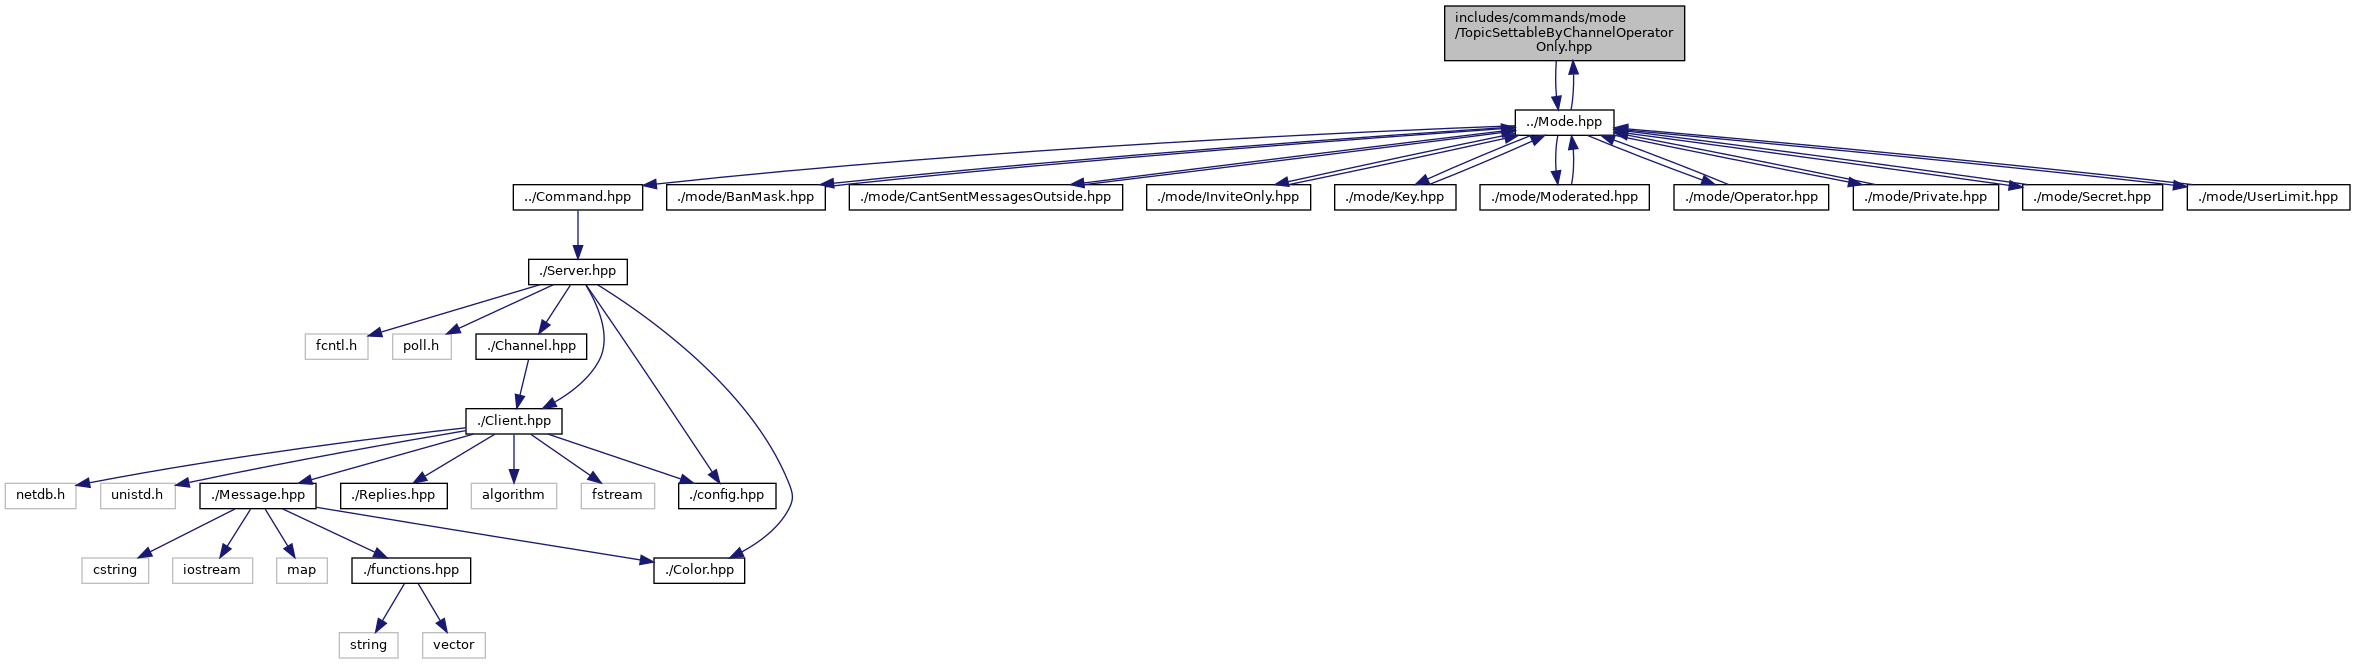 includes/commands/mode
/TopicSettableByChannelOperator
Only.hpp
../Mode.hpp
../Command.hpp
./mode/BanMask.hpp
./mode/CantSentMessagesOutside.hpp
./mode/InviteOnly.hpp
./mode/Key.hpp
./mode/Moderated.hpp
./mode/Operator.hpp
./mode/Private.hpp
./mode/Secret.hpp
./mode/UserLimit.hpp
./Server.hpp
fcntl.h
poll.h
./Channel.hpp
./Client.hpp
netdb.h
unistd.h
./Message.hpp
./Replies.hpp
algorithm
fstream
./config.hpp
cstring
iostream
map
./functions.hpp
./Color.hpp
string
vector